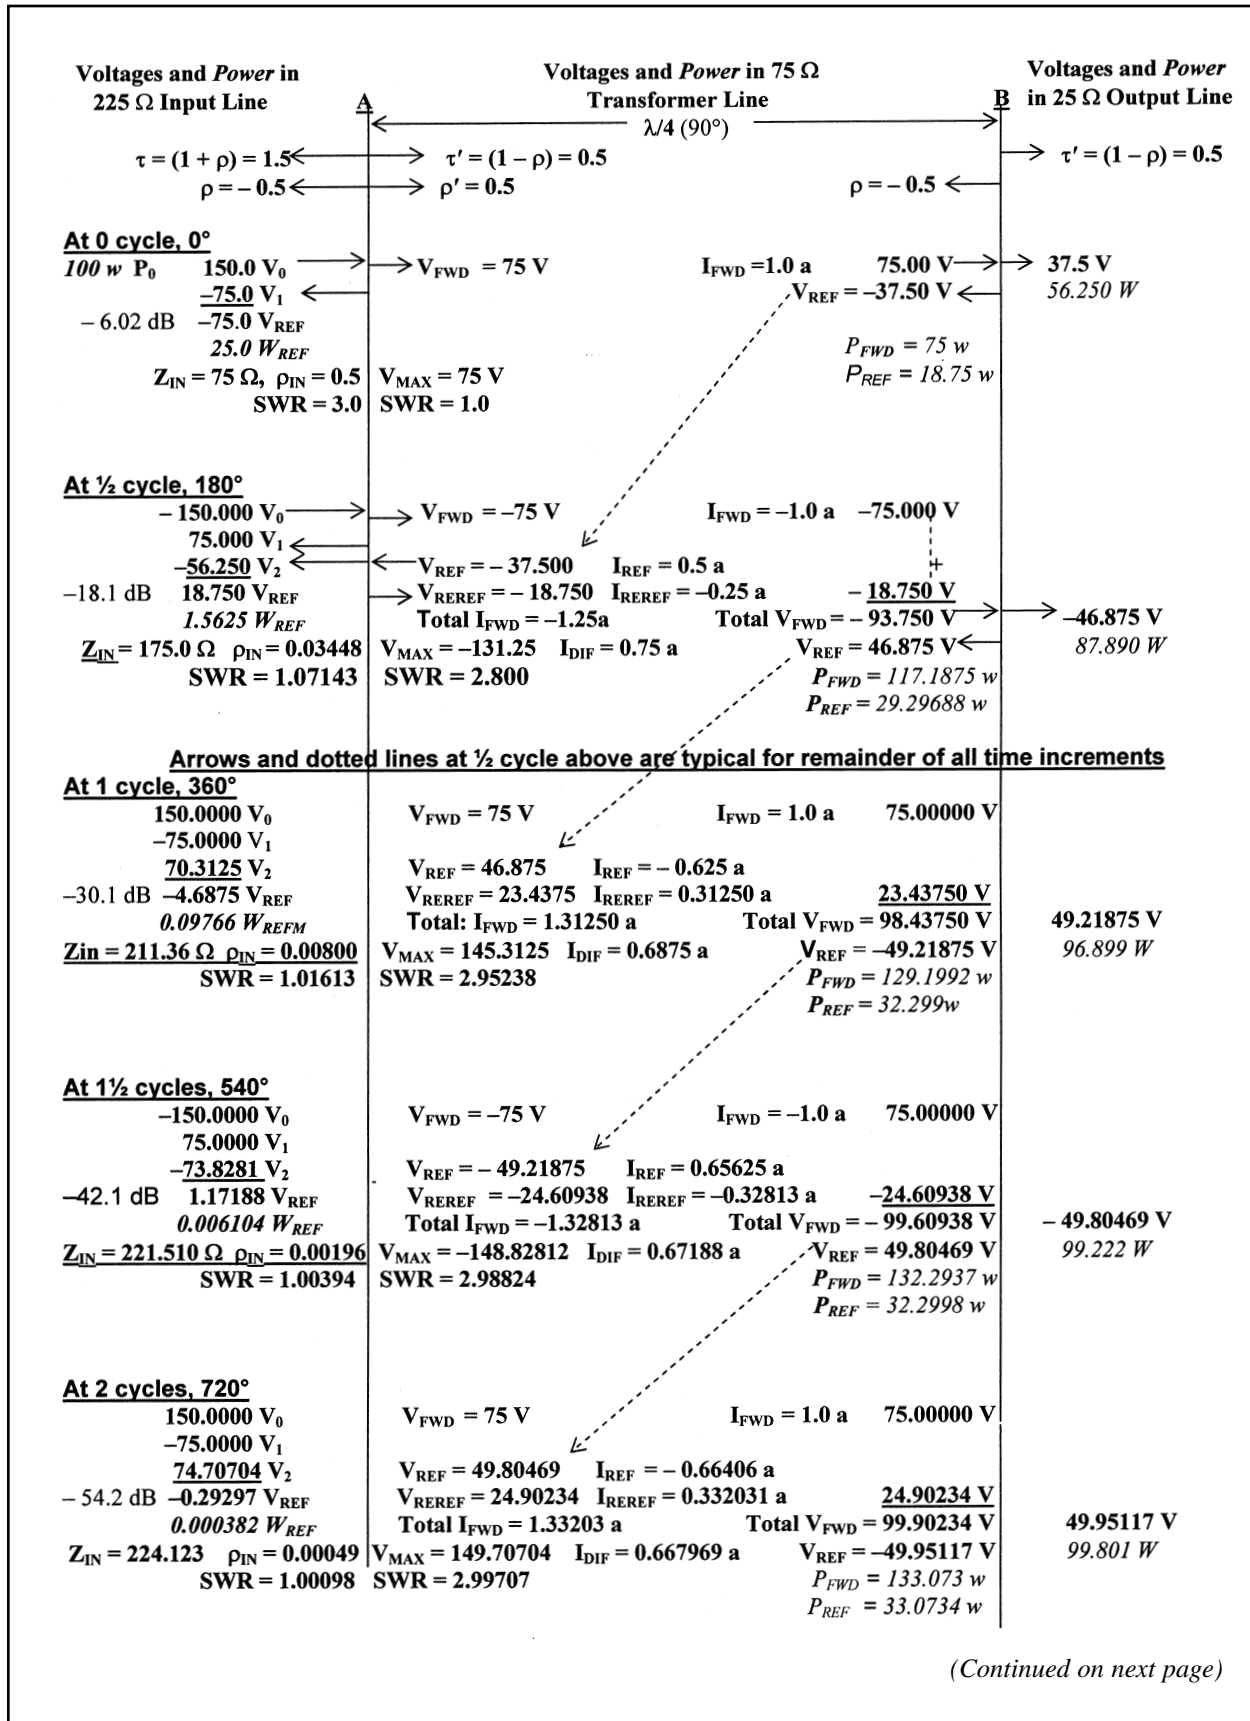 Voltages and Power in
225 Ω Input Line
Voltages and Power in 75 Ω
Transformer Line
Voltages and Power
in 25 Ω Output Line
A
B
λ/4 (90°)
τ = (1 + ρ) = 1.5
τ′ = (1 − ρ) = 0.5
τ′ = (1 − ρ) = 0.5
ρ = − 0.5
ρ′ = 0.5
ρ = − 0.5
At 0 cycle, 0°
100 w P0 150.0 V0
VFWD = 75 V
IFWD =1.0 a 75.00 V
37.5 V
−75.0 V1
VREF = −37.50 V
56.250 W
− 6.02 dB −75.0 VREF
25.0 WREF
PFWD = 75 w
ZIN = 75 Ω, ρIN = 0.5
VMAX = 75 V
PREF = 18.75 w
SWR = 3.0
SWR = 1.0
At ½ cycle, 180°
− 150.000 V0
VFWD = −75 V
IFWD = −1.0 a −75.000 V
75.000 V1
−56.250 V2
VREF = − 37.500 IREF = 0.5 a
+
−18.1 dB 18.750 VREF
VREREF = − 18.750 IREREF = −0.25 a
− 18.750 V
1.5625 WREF
Total IFWD = −1.25a
Total VFWD = − 93.750 V
−46.875 V
ZIN = 175.0 Ω ρIN = 0.03448
VMAX = −131.25 IDIF = 0.75 a
VREF = 46.875 V
87.890 W
SWR = 1.07143
SWR = 2.800
PFWD = 117.1875 w
PREF = 29.29688 w
Arrows and dotted lines at ½ cycle above are typical for remainder of all time increments
At 1 cycle, 360°
150.0000 V0
VFWD = 75 V
IFWD = 1.0 a 75.00000 V
−75.0000 V1
70.3125 V2
VREF = 46.875 IREF = − 0.625 a
−30.1 dB −4.6875 VREF
VREREF = 23.4375 IREREF = 0.31250 a
23.43750 V
0.09766 WREFM
Total: IFWD = 1.31250 a
Total VFWD = 98.43750 V
49.21875 V
Zin = 211.36 Ω ρIN = 0.00800
VMAX = 145.3125 IDIF = 0.6875 a
VREF = −49.21875 V
96.899 W
SWR = 1.01613
SWR = 2.95238
PFWD = 129.1992 w
PREF = 32.299w
At 1½ cycles, 540°
−150.0000 V0
VFWD = −75 V
IFWD = −1.0 a 75.00000 V
75.0000 V1
−73.8281 V2
VREF = − 49.21875 IREF = 0.65625 a
−42.1 dB 1.17188 VREF
VREREF = −24.60938 IREREF = −0.32813 a
−24.60938 V
0.006104 WREF
Total IFWD = −1.32813 a
Total VFWD = − 99.60938 V
− 49.80469 V
ZIN = 221.510 Ω ρIN = 0.00196
VMAX = −148.82812 IDIF = 0.67188 a
VREF = 49.80469 V
99.222 W
SWR = 1.00394
SWR = 2.98824
PFWD = 132.2937 w
PREF = 32.2998 w
At 2 cycles, 720°
150.0000 V0
VFWD = 75 V
IFWD = 1.0 a 75.00000 V
−75.0000 V1
74.70704 V2
VREF = 49.80469 IREF = − 0.66406 a
− 54.2 dB −0.29297 VREF
VREREF = 24.90234 IREREF = 0.332031 a
24.90234 V
0.000382 WREF
Total IFWD = 1.33203 a
Total VFWD = 99.90234 V
49.95117 V
ZIN = 224.123 ρIN = 0.00049
VMAX = 149.70704 IDIF = 0.667969 a
VREF = −49.95117 V
99.801 W
SWR = 1.00098
SWR = 2.99707
PFWD = 133.073 w
PREF = 33.0734 w
(Continued on next page)